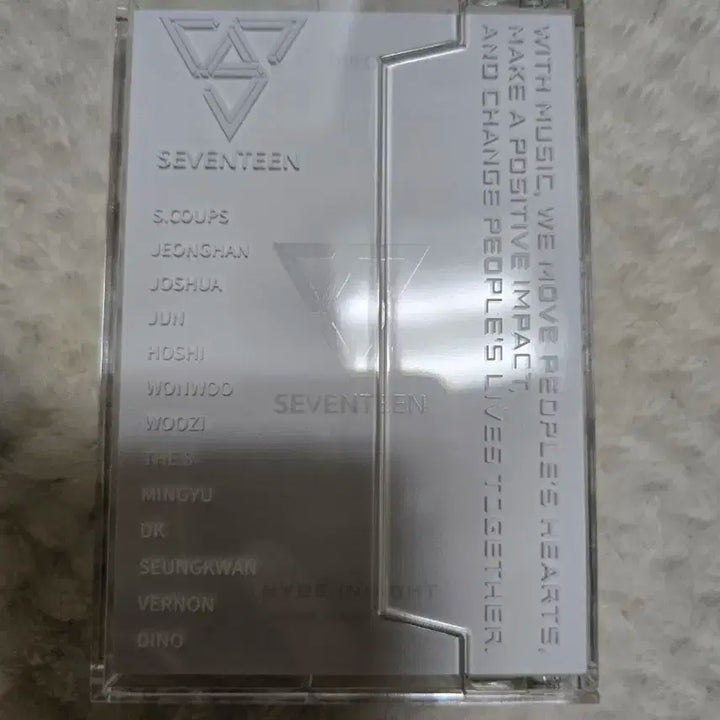 SEVENTEEN
S.COUPS
JEONGHAN
JOSHUA
JUN
HOSHI
WONWOO
WOOZI
THE 8
MINGYU
DK
SEUNGKWAN
VERNON
DINO
SEVENTEEN
HYBE INSIGHT
WITH MUSIC, WE MOVE PEOPLE'S HEARTS,
MAKE A POSITIVE IMPACT,
AND CHANGE PEOPLE'S LIVES TOGETHER.